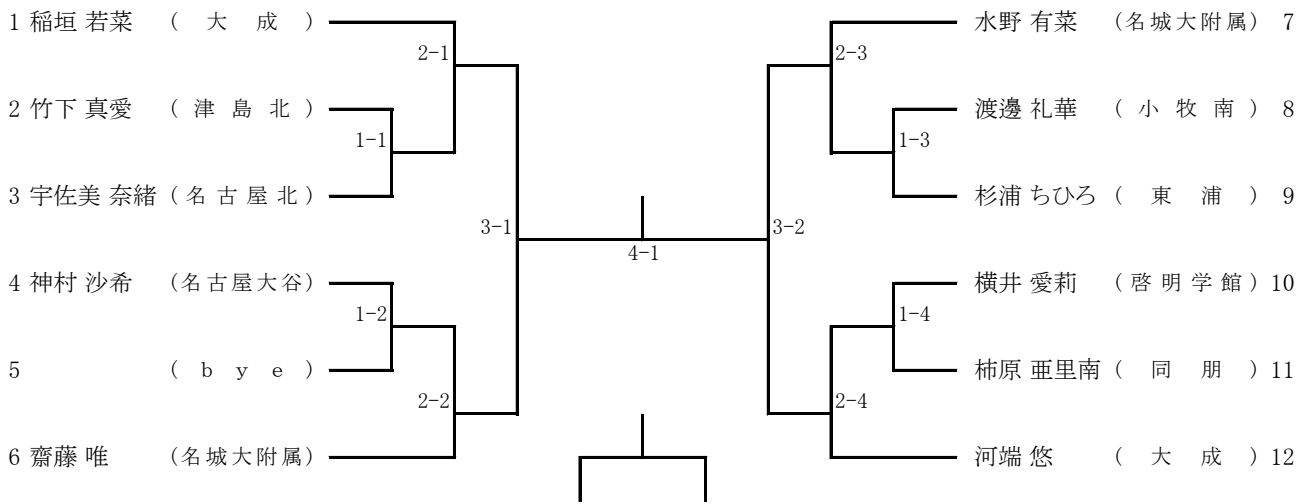 1 稲垣 若菜 (大成)
2-1
2 竹下 真愛 (津島北)
1-1
3 宇佐美 奈緒 (名古屋北)
3-1
4 神村 沙希 (名古屋大谷)
1-2
5 (bye)
2-2
6 齋藤 唯 (名城大附属)
4-1
水野 有菜 (名城大附属) 7
2-3
渡邊 礼華 (小牧南) 8
1-3
杉浦 ちひろ (東浦) 9
3-2
横井 愛莉 (啓明学館) 10
1-4
柿原 亜里南 (同朋) 11
2-4
河端 悠 (大成) 12